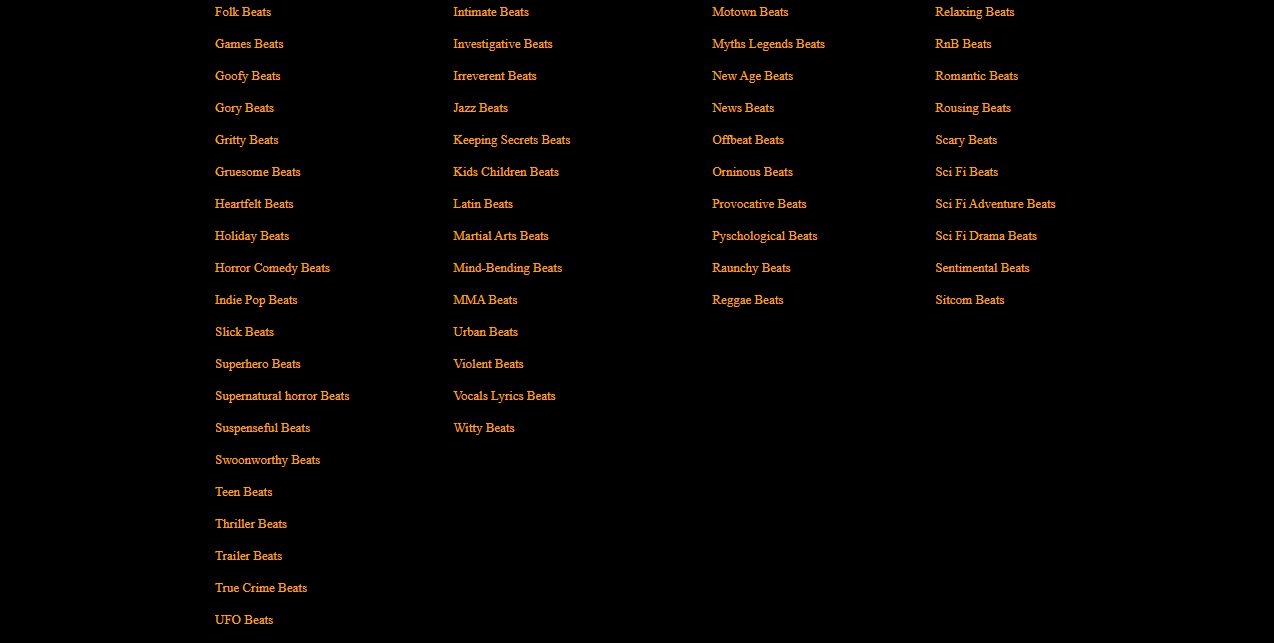 Folk Beats
Games Beats
Goofy Beats
Gory Beats
Gritty Beats
Gruesome Beats
Heartfelt Beats
Holiday Beats
Horror Comedy Beats
Indie Pop Beats
Slick Beats
Superhero Beats
Supernatural horror Beats
Suspenseful Beats
Swoonworthy Beats
Teen Beats
Thriller Beats
Trailer Beats
True Crime Beats
UFO Beats
Intimate Beats
Investigative Beats
Irreverent Beats
Jazz Beats
Keeping Secrets Beats
Kids Children Beats
Latin Beats
Martial Arts Beats
Mind-Bending Beats
MMA Beats
Urban Beats
Violent Beats
Vocals Lyrics Beats
Witty Beats
Motown Beats
Myths Legends Beats
New Age Beats
News Beats
Offbeat Beats
Orninous Beats
Provocative Beats
Pyschological Beats
Raunchy Beats
Reggae Beats
Relaxing Beats
RnB Beats
Romantic Beats
Rousing Beats
Scary Beats
Sci Fi Beats
Sci Fi Adventure Beats
Sci Fi Drama Beats
Sentimental Beats
Sitcom Beats